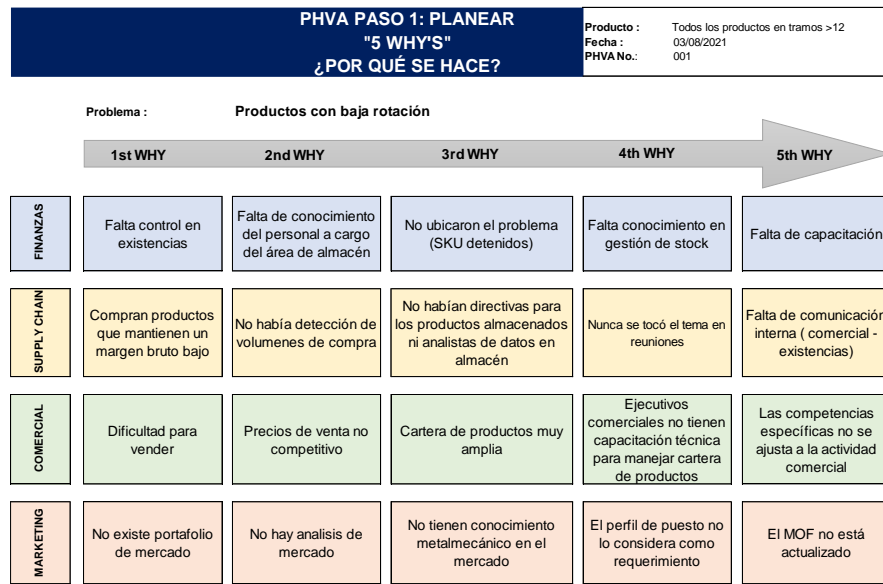 PHVA PASO 1: PLANEAR
"5 WHY'S"
¿POR QUÉ SE HACE?
Producto : Todos los productos en tramos >12
Fecha : 03/08/2021
PHVA No.: 001
Problema : Productos con baja rotación
1st WHY 2nd WHY 3rd WHY 4th WHY 5th WHY
FINANZAS
Falta control en
existencias
Falta de conocimiento
del personal a cargo
del área de almacén
No ubicaron el problema
(SKU detenidos)
Falta conocimiento en
gestión de stock
Falta de capacitación
SUPPLY CHAIN
Compran productos
que mantienen un
margen bruto bajo
No había detección de
volumenes de compra
No habían directivas para
los productos almacenados
ni analistas de datos en
almacén
Nunca se tocó el tema en
reuniones
Falta de comunicación
interna ( comercial -
existencias)
COMERCIAL
Dificultad para
vender
Precios de venta no
competitivo
Cartera de productos muy
amplia
Ejecutivos
comerciales no tienen
capacitación técnica
para manejar cartera
de productos
Las competencias
específicas no se
ajusta a la actividad
comercial
MARKETING
No existe portafolio
de mercado
No hay analisis de
mercado
No tienen conocimiento
metalmecánico en el
mercado
El perfil de puesto no
lo considera como
requerimiento
El MOF no está
actualizado